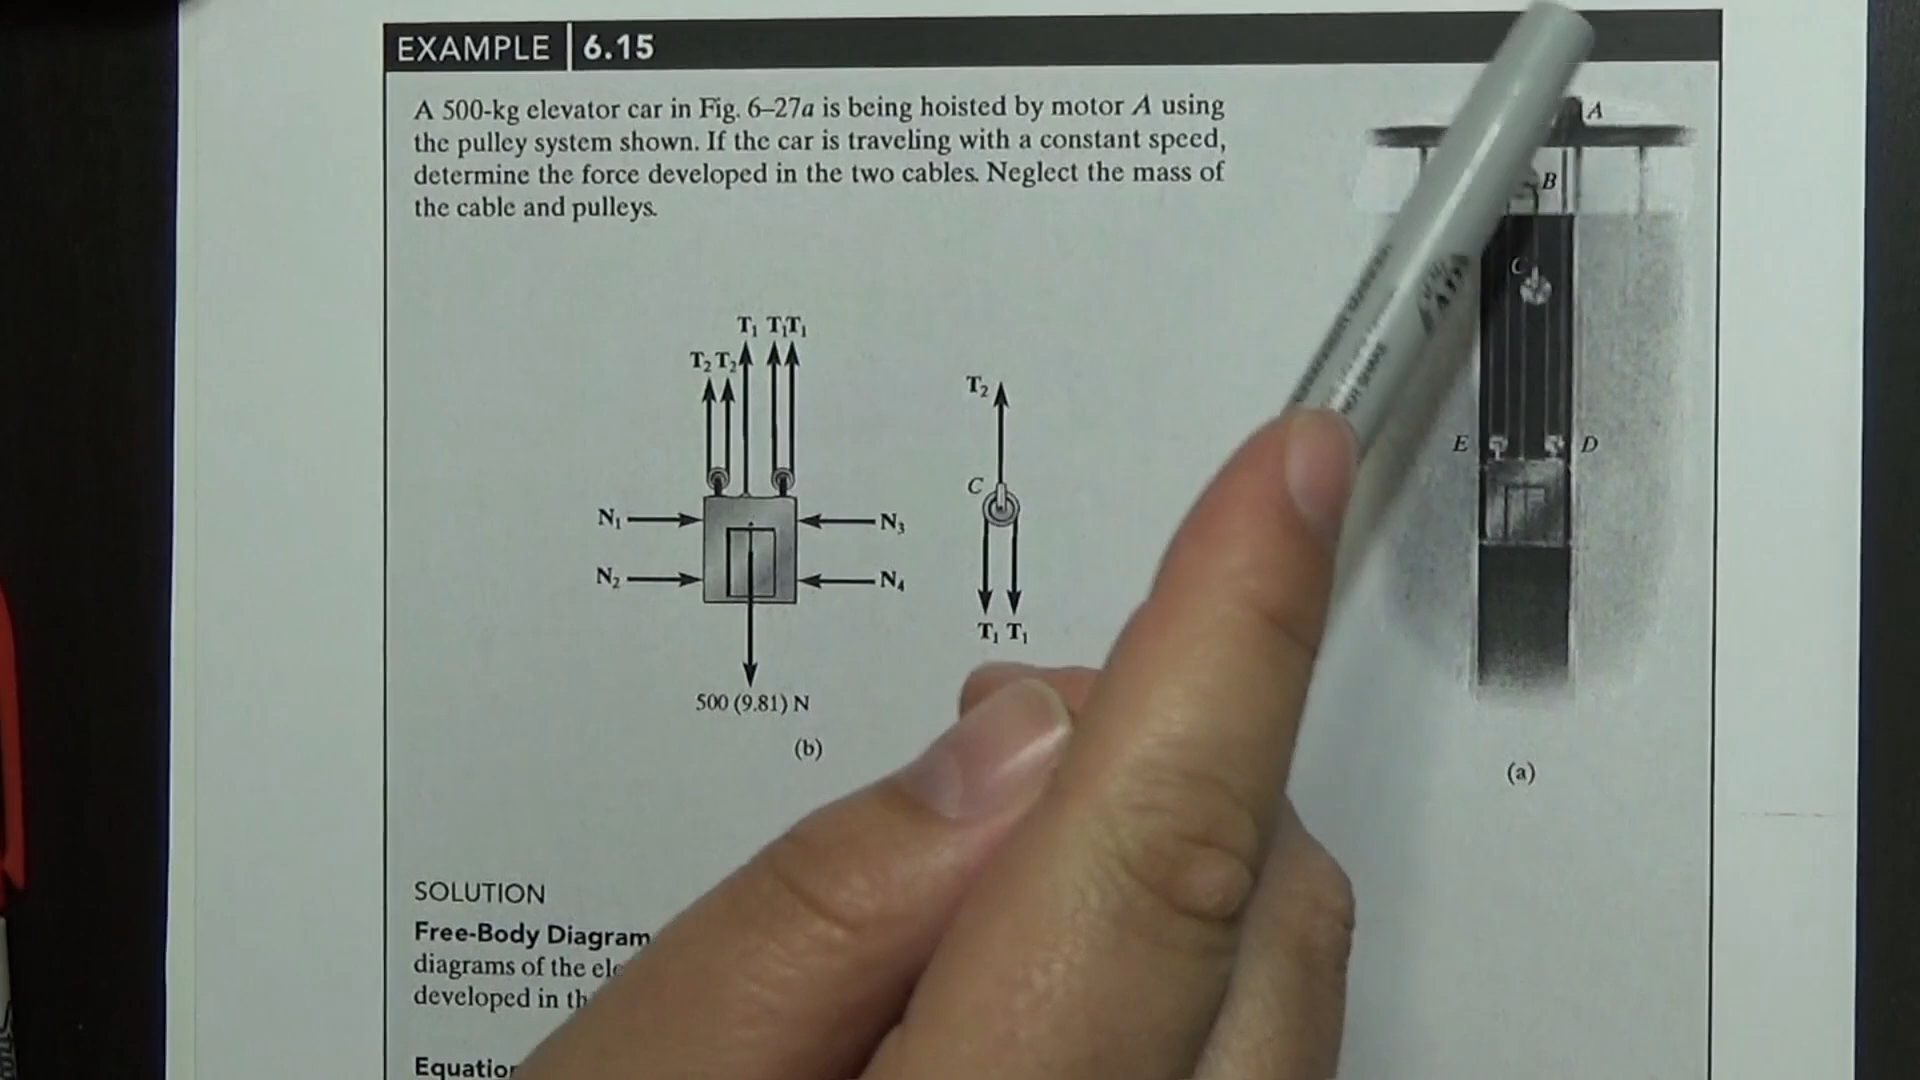 EXAMPLE 6.15
A 500-kg elevator car in Fig. 6–27a is being hoisted by motor A using
the pulley system shown. If the car is traveling with a constant speed,
determine the force developed in the two cables. Neglect the mass of
the cable and pulleys.
A
B
C
E D
(a)
T₁ T₁T₁
T₂ T₂
N₁ N₃
N₂ N₄
500 (9.81) N
(b)
T₂
C
T₁ T₁
SOLUTION
Free-Body Diagram
diagrams of the
developed in